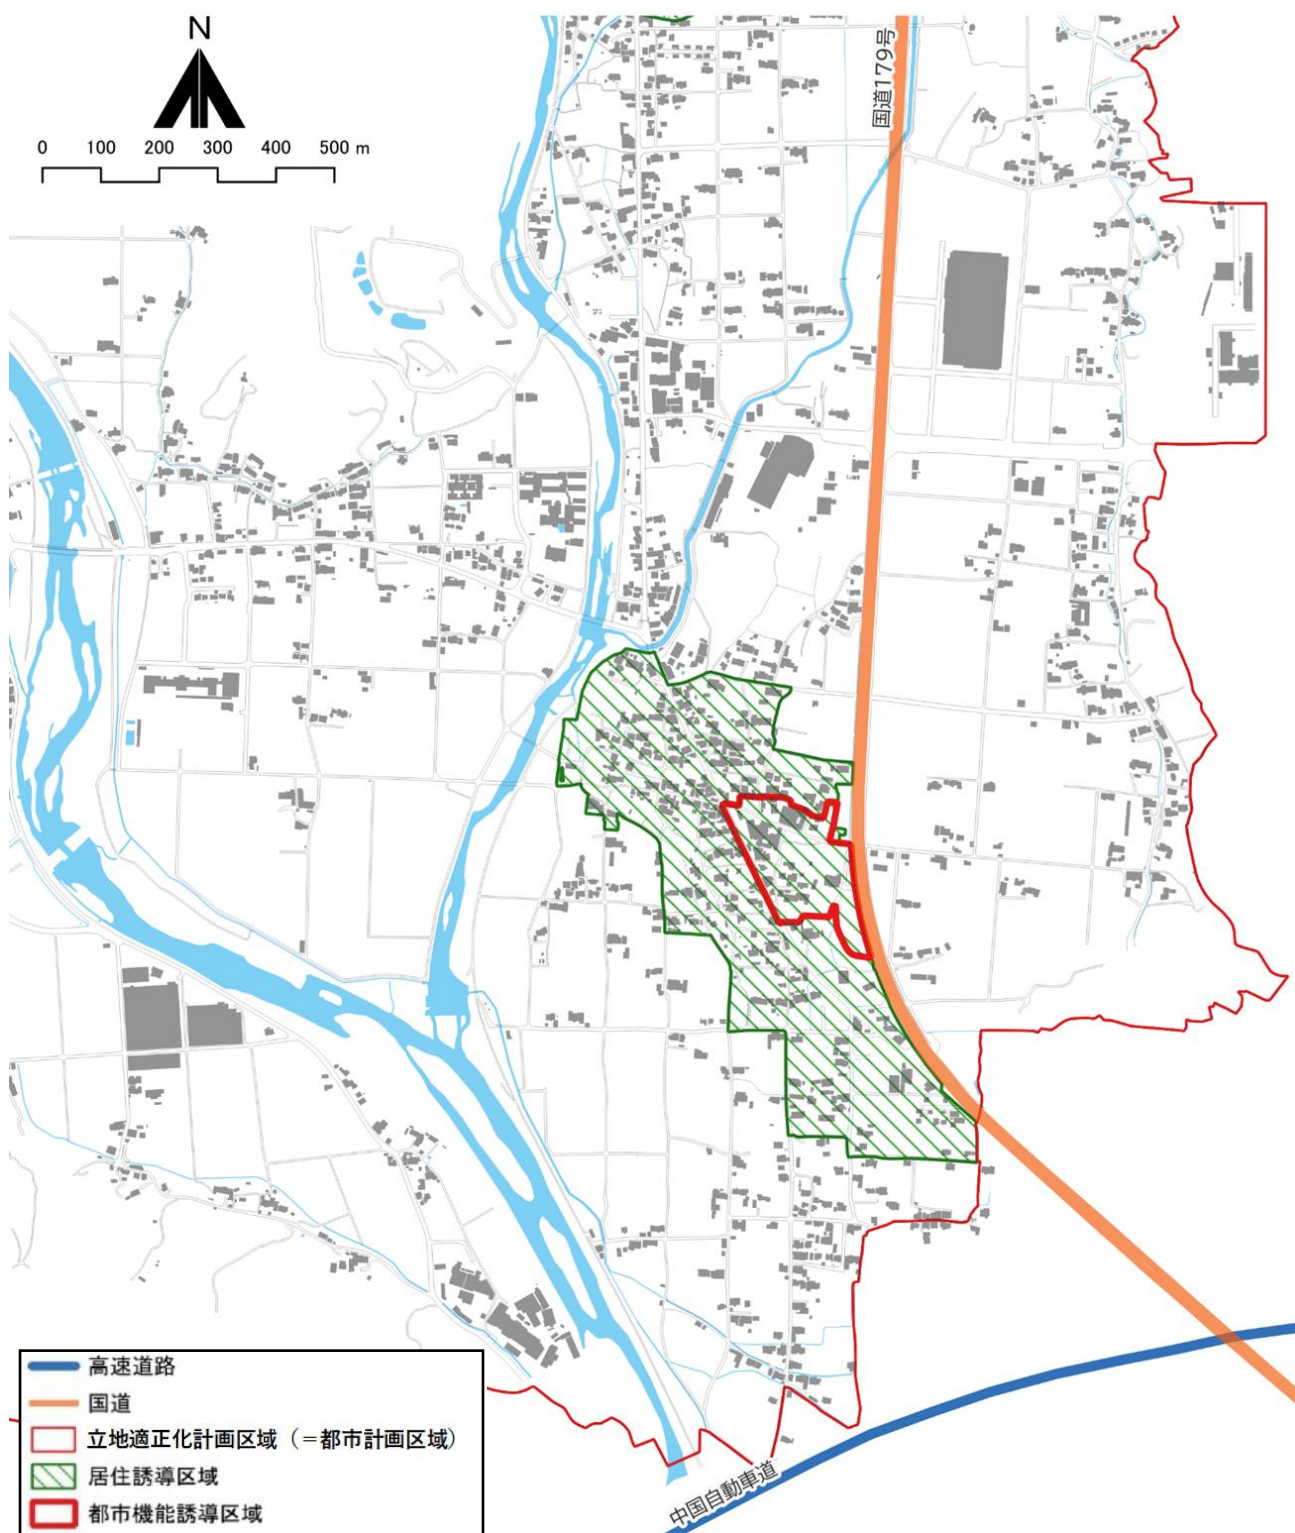 N
0 100 200 300 400 500 m
国道179号
高速道路
国道
立地適正化計画区域（＝都市計画区域）
居住誘導区域
都市機能誘導区域
中国自動車道